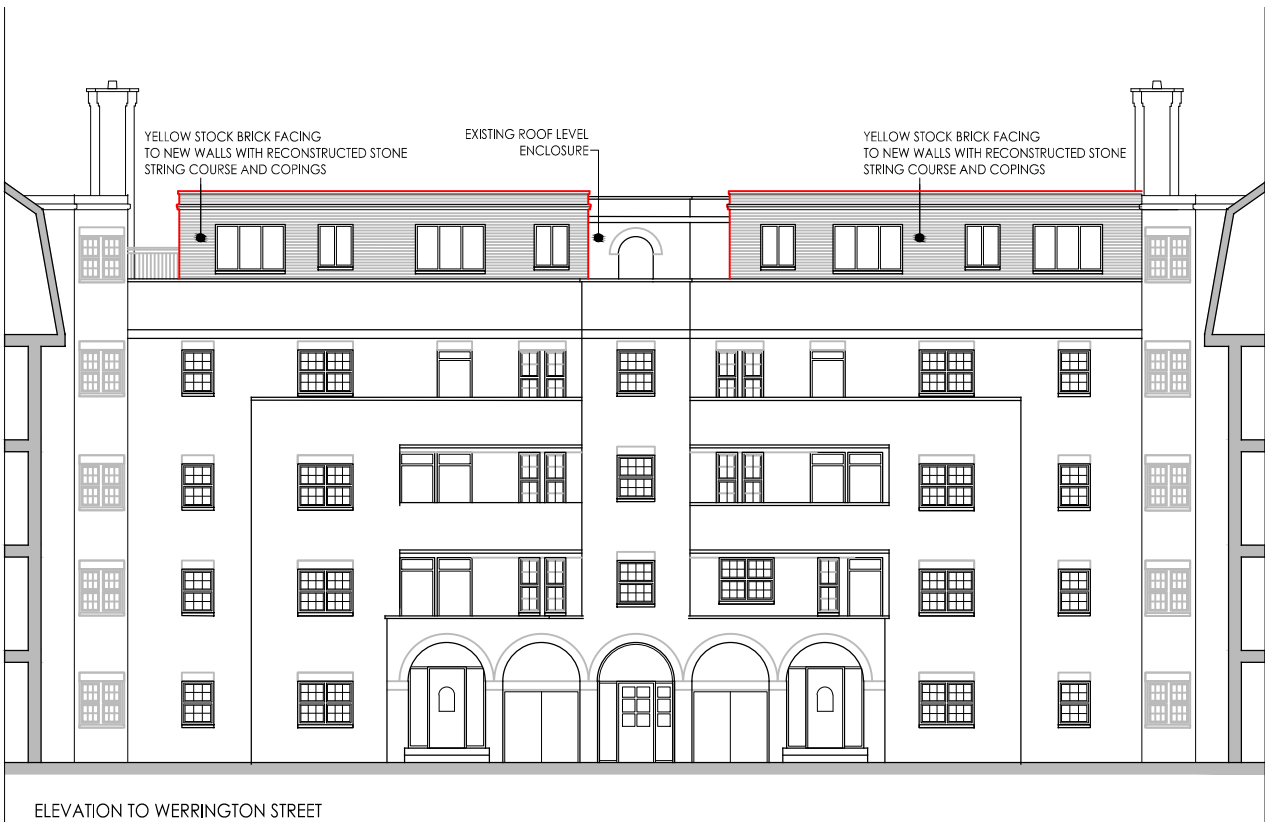 YELLOW STOCK BRICK FACING
TO NEW WALLS WITH RECONSTRUCTED STONE
STRING COURSE AND COPINGS
EXISTING ROOF LEVEL
ENCLOSURE
YELLOW STOCK BRICK FACING
TO NEW WALLS WITH RECONSTRUCTED STONE
STRING COURSE AND COPINGS
ELEVATION TO WERRINGTON STREET